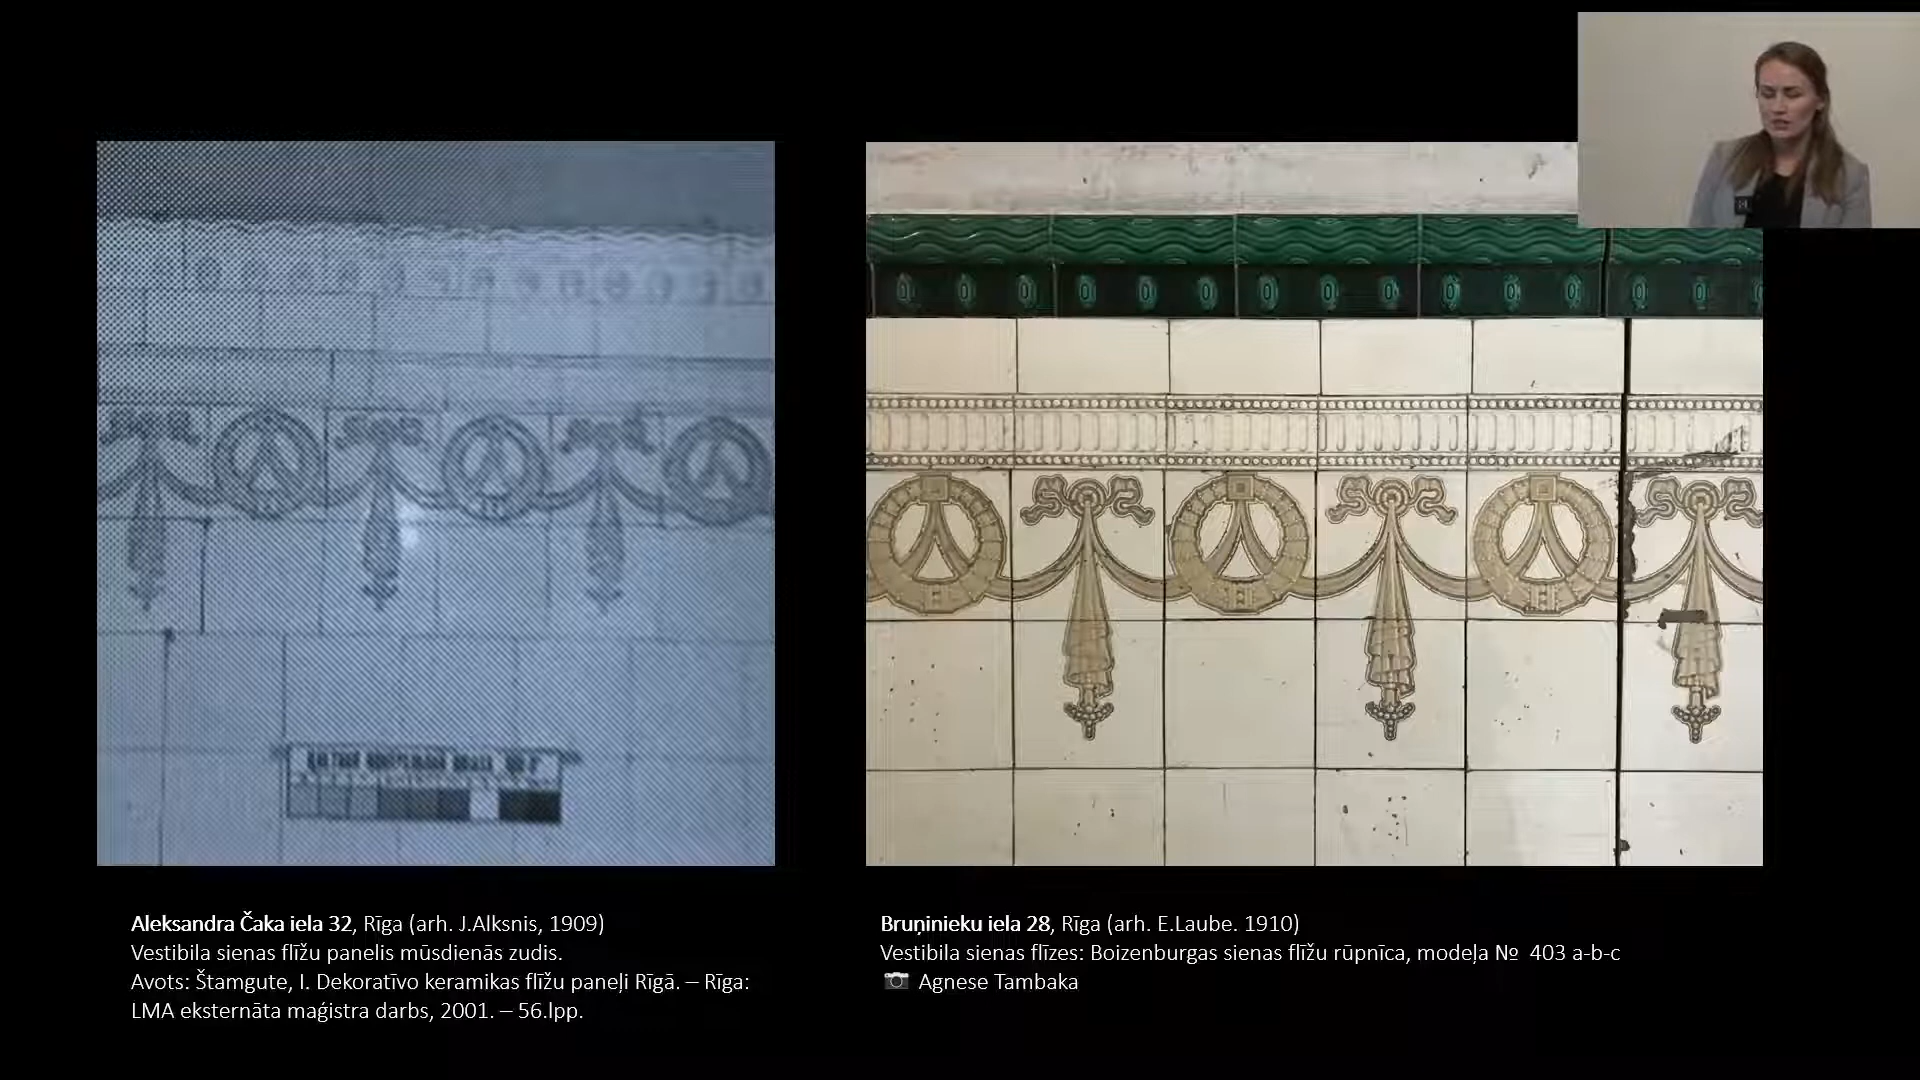 Aleksandra Čaka iela 32, Rīga (arh. J.Alksnis, 1909)
Vestibila sienas flīžu panelis mūsdienās zudis.
Avots: Štamgute, I. Dekoratīvo keramikas flīžu paneļi Rīgā. – Rīga:
LMA eksternāta maģistra darbs, 2001. – 56.lpp.
Bruņinieku iela 28, Rīga (arh. E.Laube. 1910)
Vestibila sienas flīzes: Boizenburgas sienas flīžu rūpnīca, modeļa № 403 a-b-c
Agnese Tambaka